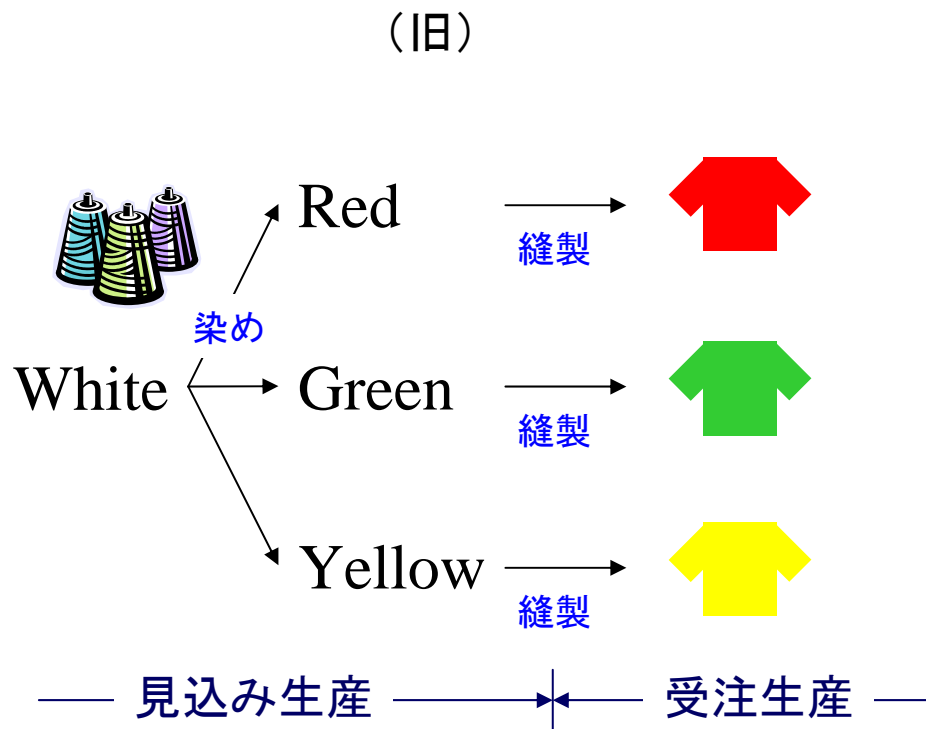 （旧）
Red
縫製
染め
White
Green
縫製
Yellow
縫製
見込み生産
受注生産